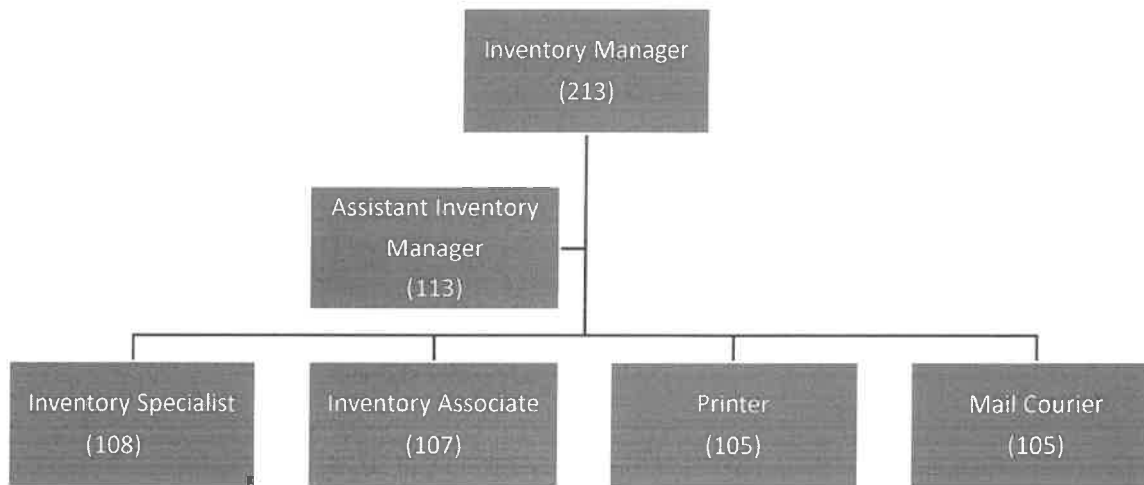 Inventory Manager
(213)
Assistant Inventory
Manager
(113)
Inventory Specialist
(108)
Inventory Associate
(107)
Printer
(105)
Mail Courier
(105)